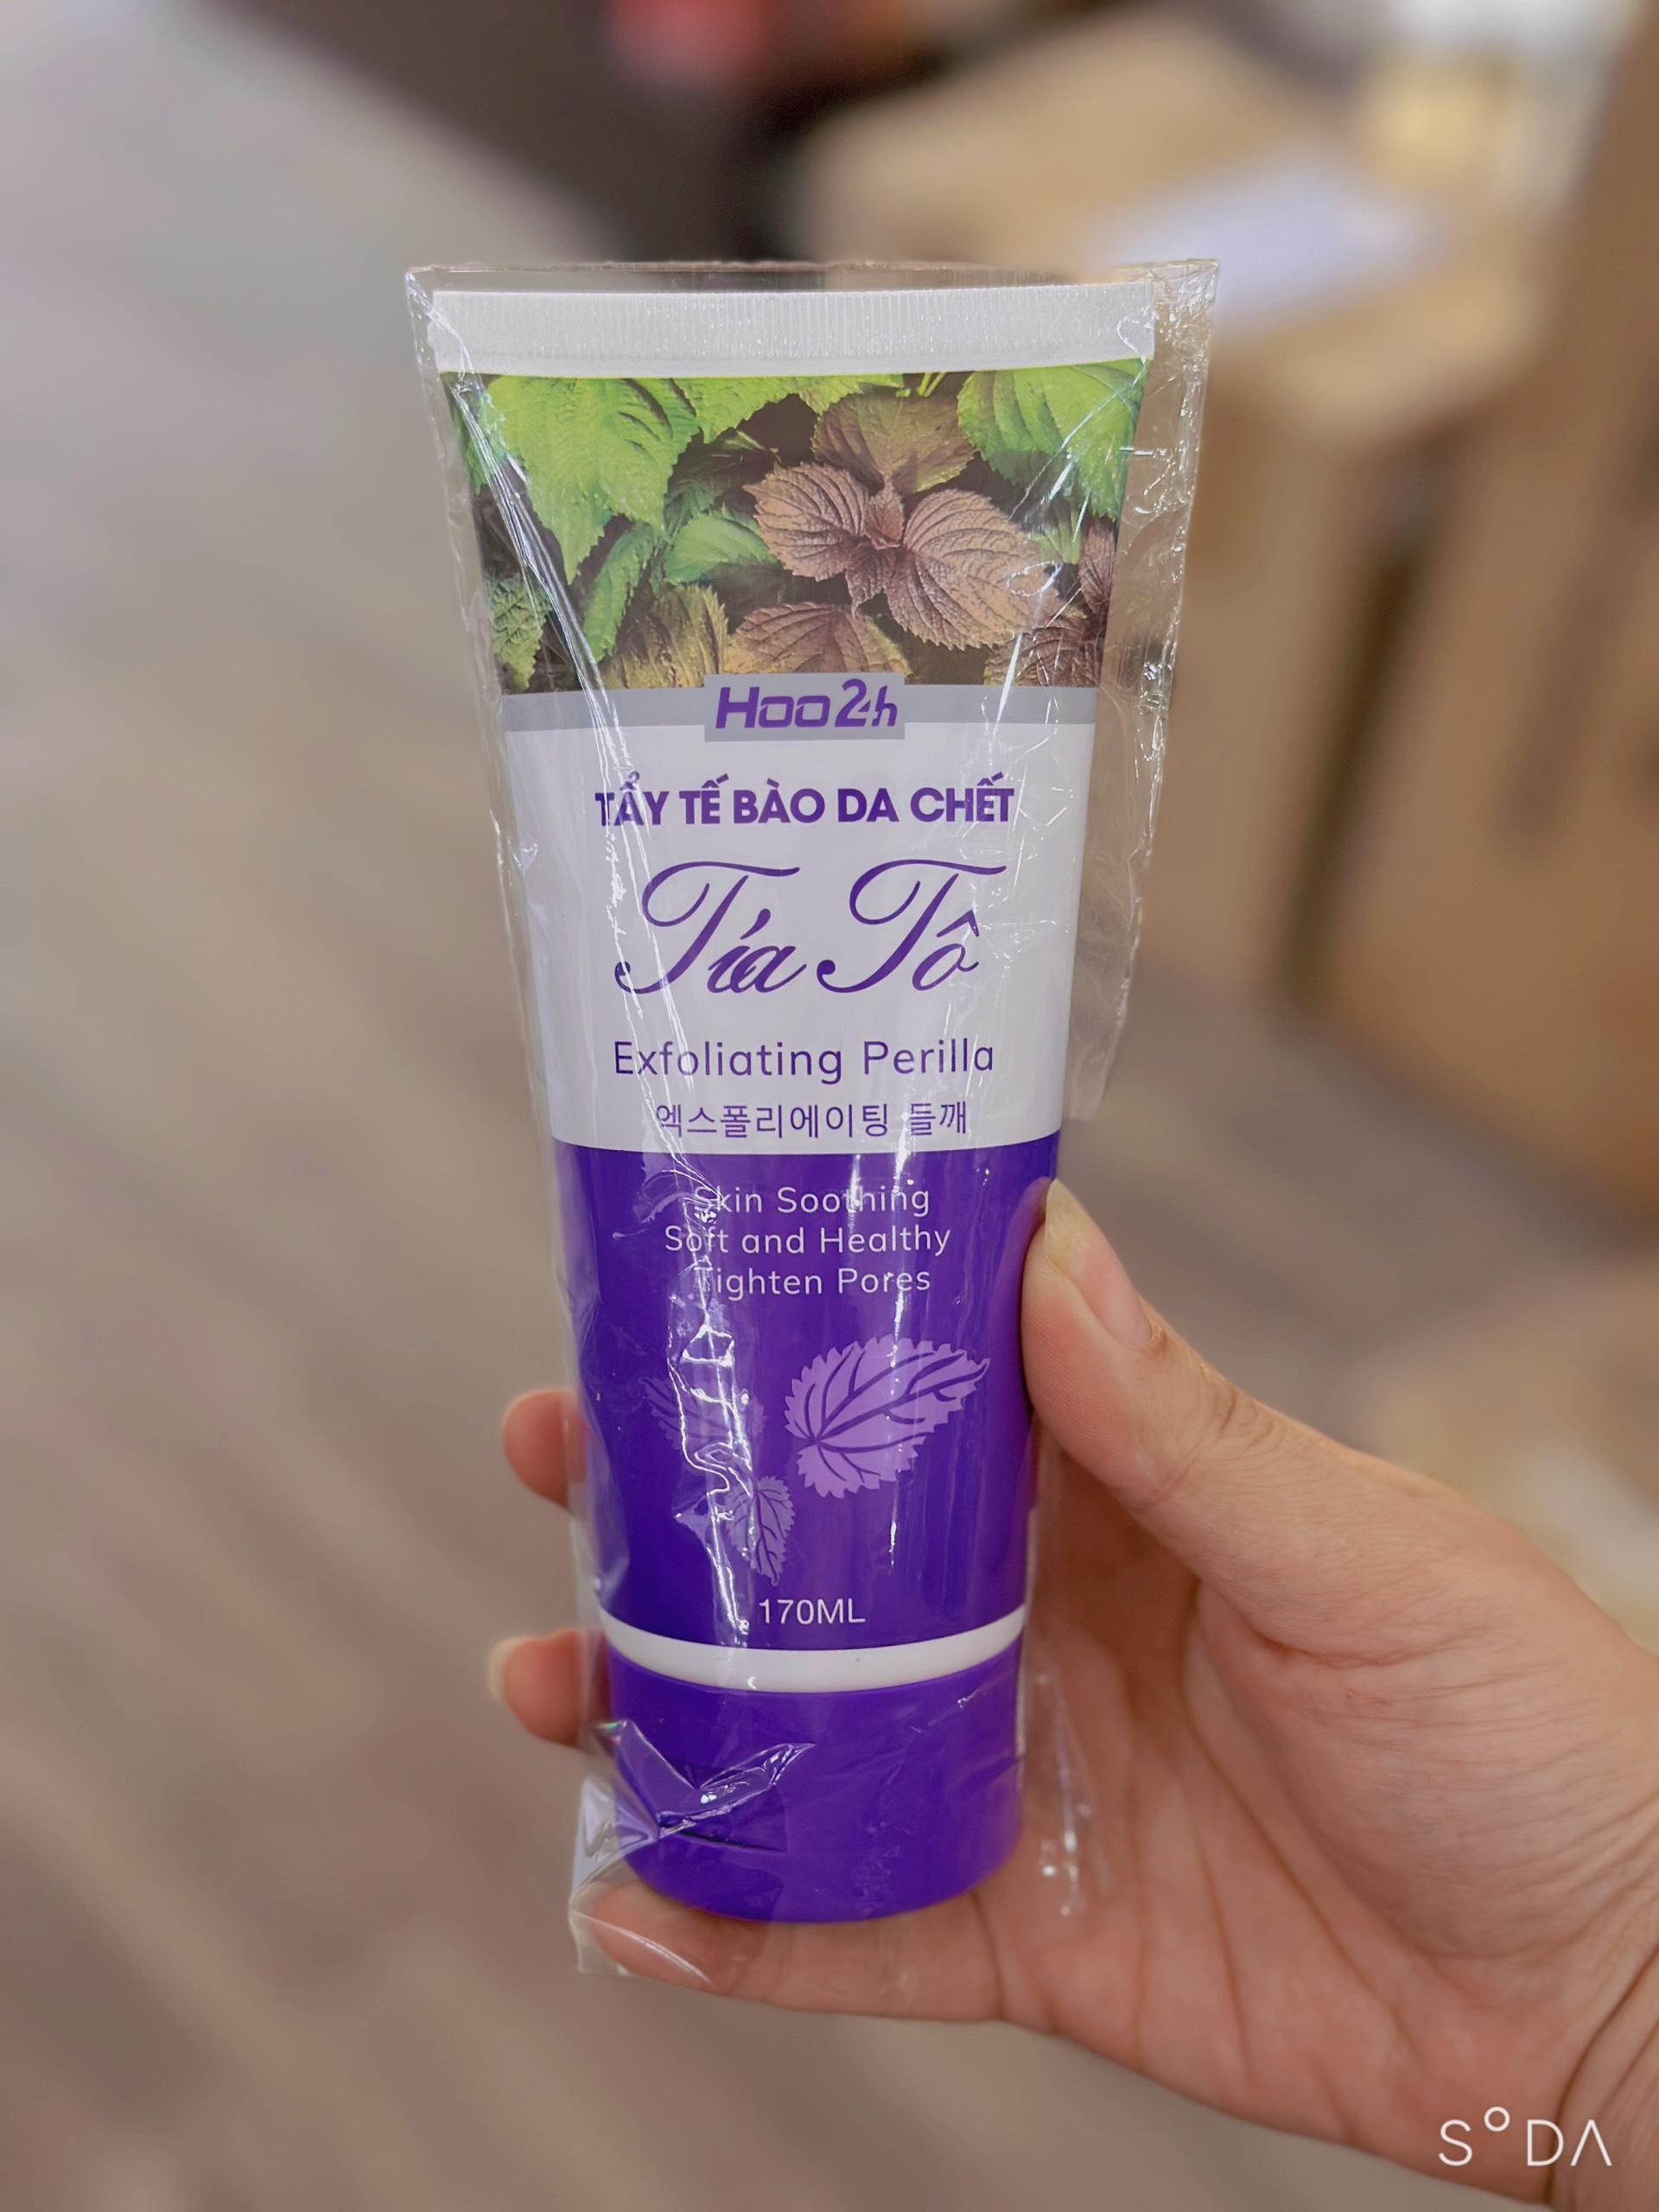 Hoo2h
TẨY TẾ BÀO DA CHẾT
Tía Tô
Exfoliating Perilla
엑스폴리에이팅 들깨
Skin Soothing
Soft and Healthy
Tighten Pores
170ML
SODA